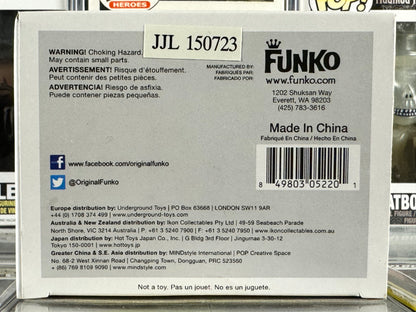 HEROES
POP!
JJL 150723
WARNING! Choking Hazard.
May contain small parts.
AVERTISSEMENT! Risque d'étouffement.
Peut contenir des petites pièces.
ADVERTENCIA! Riesgo de asfixia.
Puede contener piezas pequeñas.
MANUFACTURED BY:
FABRIQUÉ PAR:
FABRICADO POR:
FUNKO
www.funko.com
1202 Shuksan Way
Everett, WA 98203
(425) 783-3616
Made In China
Fabriqué En Chine / Hecho En China
www.facebook.com/originalfunko
@OriginalFunko
8 49803 05220 1
Europe distribution by: Underground Toys | PO Box 63668 | LONDON SW11 9AR
+44 (0) 1708 374 499 | www.underground-toys.com
Australia & New Zealand distribution by: Ikon Collectables Pty Ltd | 49-59 Seabeach Parade
North Shore, VIC 3214 Australia | P: +61 3 5240 7900 | F: +61 3 5240 7999 | www.ikoncollectables.com
Japan distribution by: Hot Toys Japan Co., Inc. | G Bldg 3rd Floor | Jingumae 3-30-12
Tokyo 150-0001 | www.hottoys.jp
Greater China & S.E. Asia distribution by: MINDstyle International | POP Creative Space
No. 68-2 West Xinnan Road | Changping Town, Dongguan, PRC 523560
+ (86) 769 8109 9090 | www.mindstyle.com
Not a toy. Pas un jouet. No es un juguete.